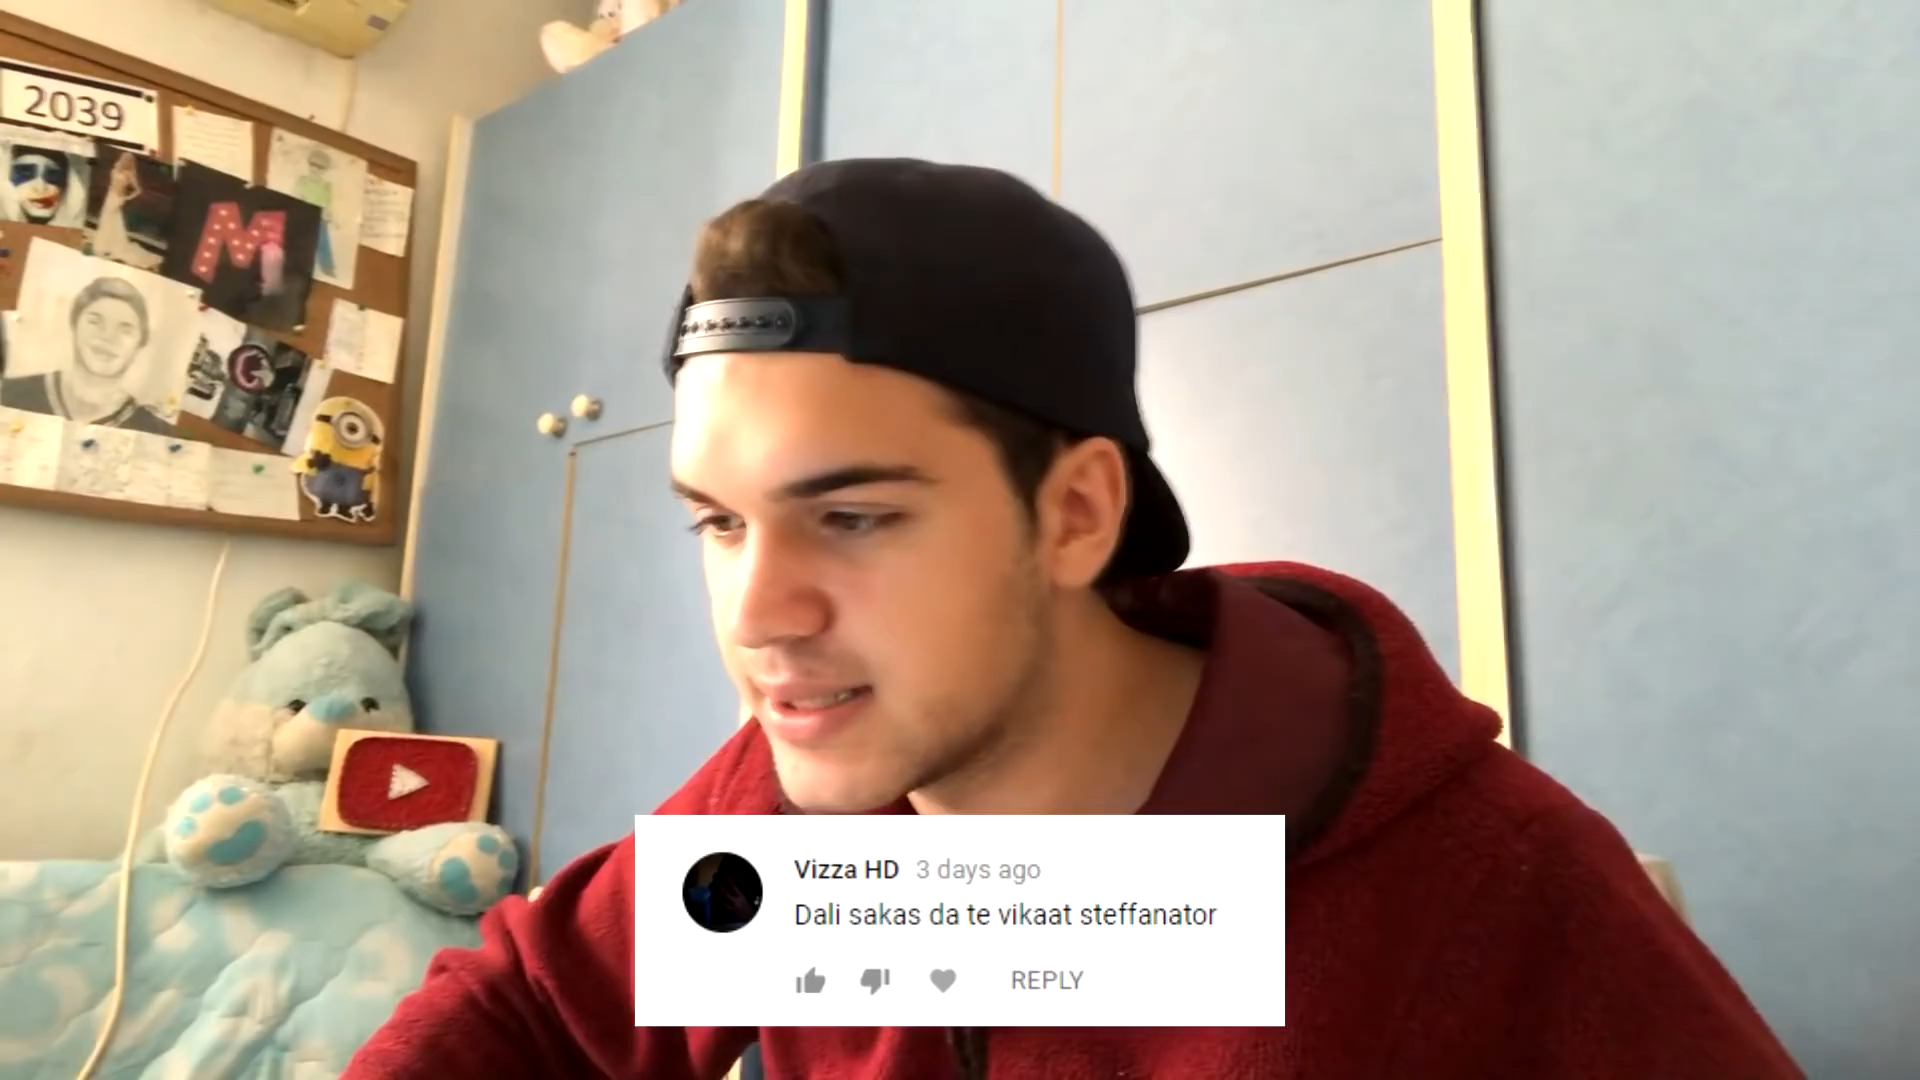 2039
M
Vizza HD 3 days ago
Dali sakas da te vikaat steffanator
REPLY